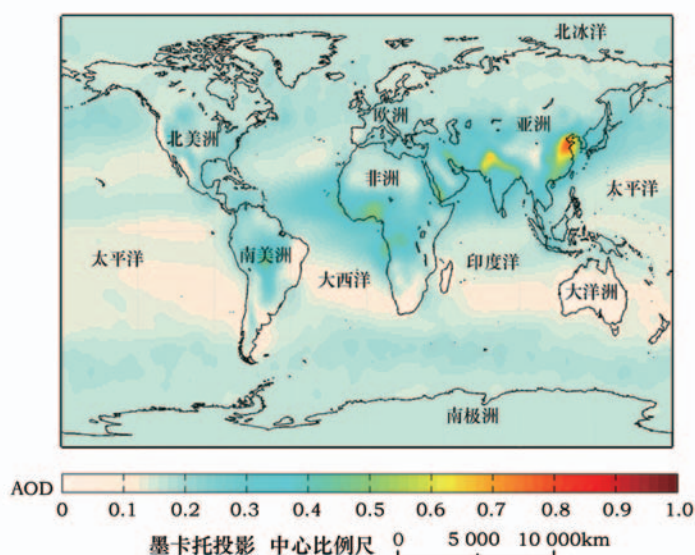 北冰洋
欧洲
亚洲
北美洲
非洲
太平洋
南美洲
太平洋
大西洋
印度洋
大洋洲
南极洲
AOD
0 0.1 0.2 0.3 0.4 0.5 0.6 0.7 0.8 0.9 1.0
墨卡托投影 中心比例尺 0 5 000 10 000km